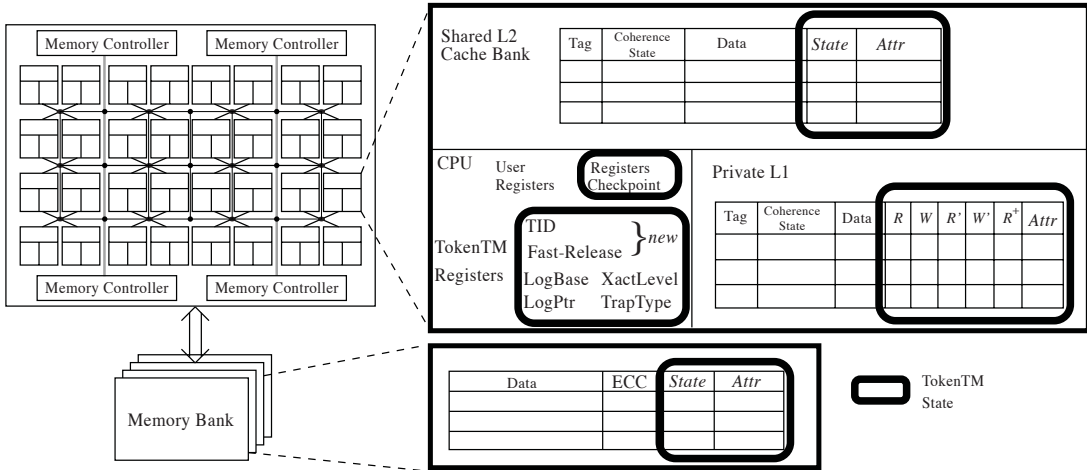 Memory Controller
Memory Controller
Memory Controller
Memory Controller
Memory Bank
Shared L2
Cache Bank
Tag
Coherence
State
Data
State
Attr
CPU
User
Registers
Registers
Checkpoint
TokenTM
Registers
TID
Fast-Release
} new
LogBase XactLevel
LogPtr TrapType
Private L1
Tag
Coherence
State
Data
R
W
R'
W'
R+
Attr
Data
ECC
State
Attr
TokenTM
State